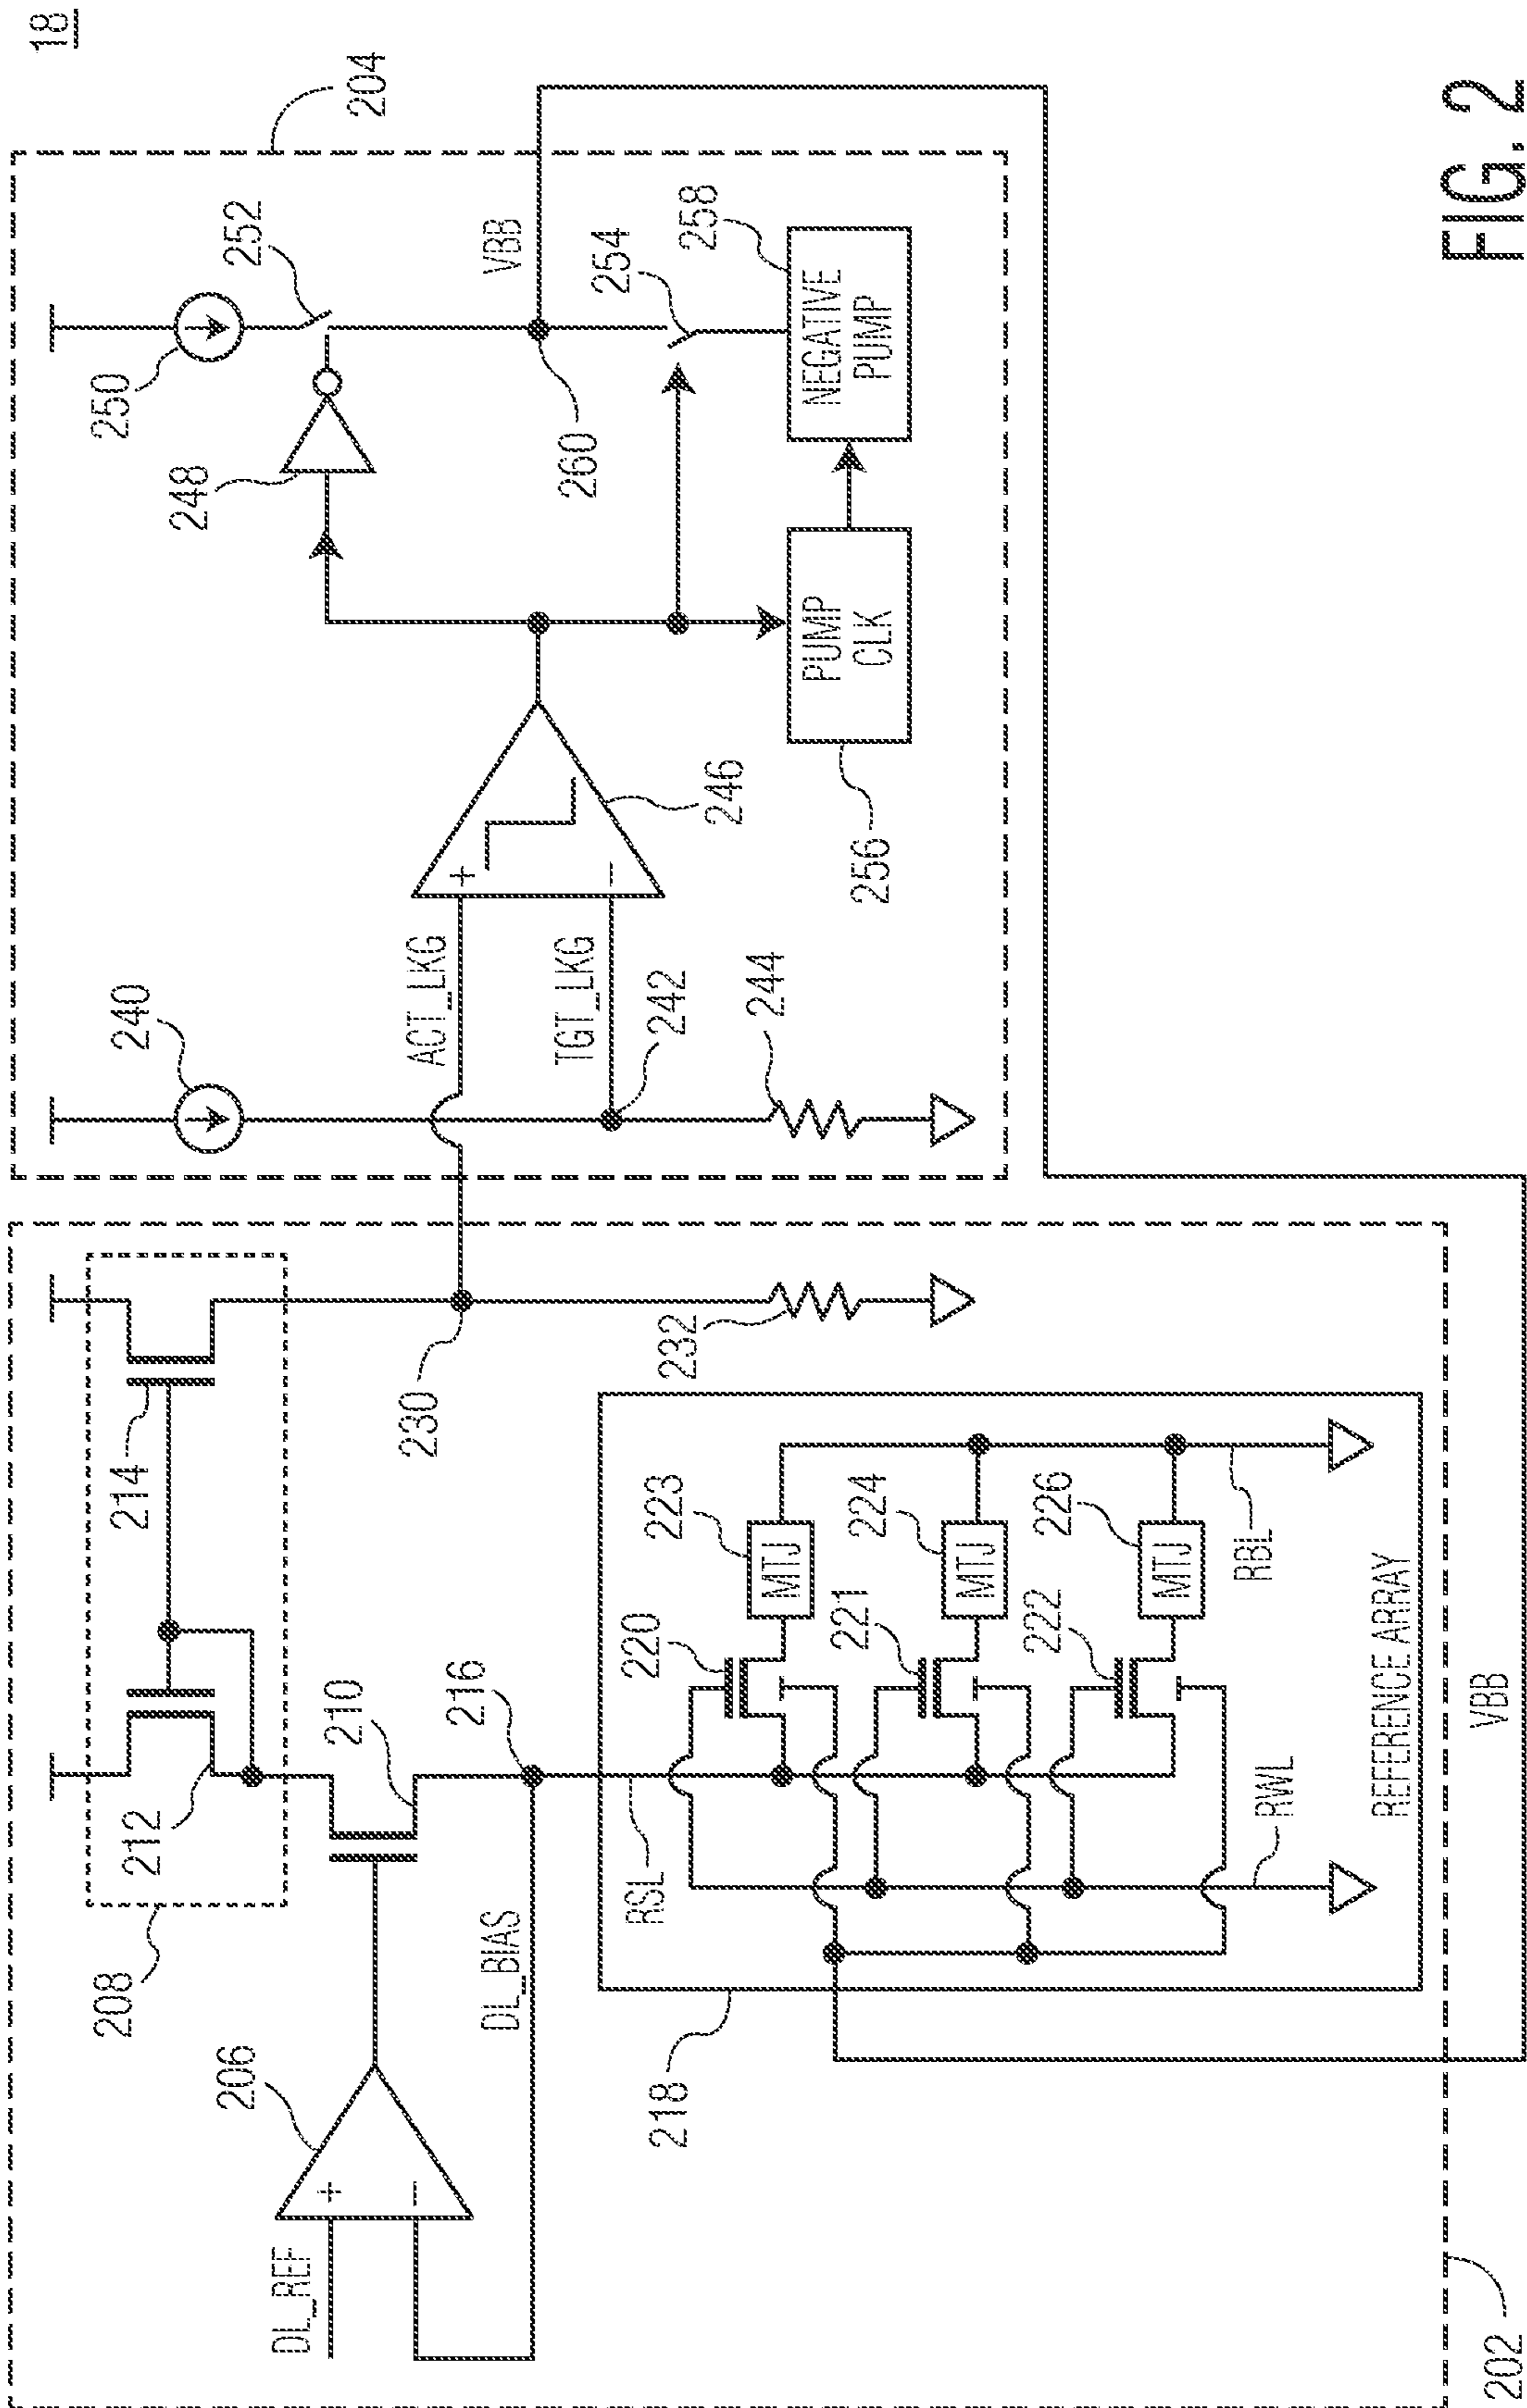 18
204
250
252
248
VBB
254
258
260
NEGATIVE
PUMP
PUMP
CLK
256
246
+
−
240
ACT_LKG
TGT_LKG
242
244
214
212
208
210
230
232
206
+
−
DL_REF
DL_BIAS
216
218
RSL
220
223
MTJ
221
224
MTJ
222
226
MTJ
RBL
RWL
REFERENCE ARRAY
VBB
202
FIG. 2